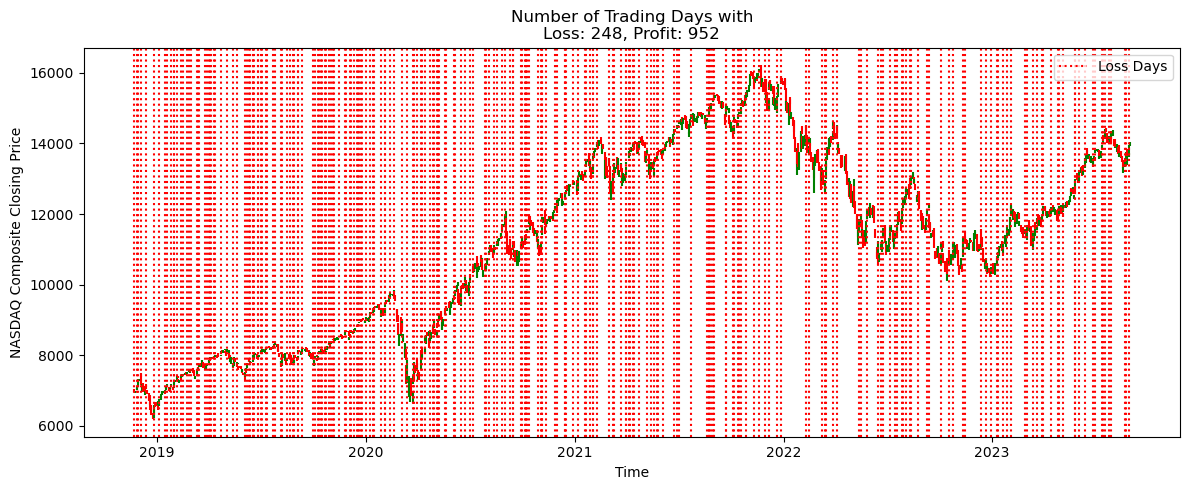 Number of Trading Days with
Loss: 248, Profit: 952
Loss Days
NASDAQ Composite Closing Price
16000
14000
12000
10000
8000
6000
2019 2020 2021 2022 2023
Time